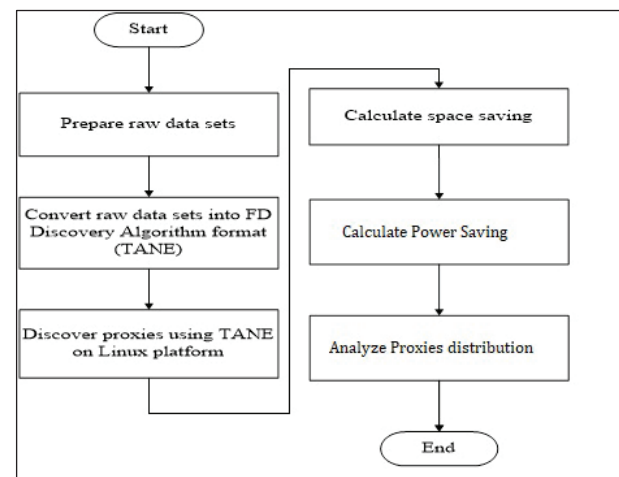 Start
Prepare raw data sets
Convert raw data sets into FD
Discovery Algorithm format
(TANE)
Discover proxies using TANE
on Linux platform
Calculate space saving
Calculate Power Saving
Analyze Proxies distribution
End